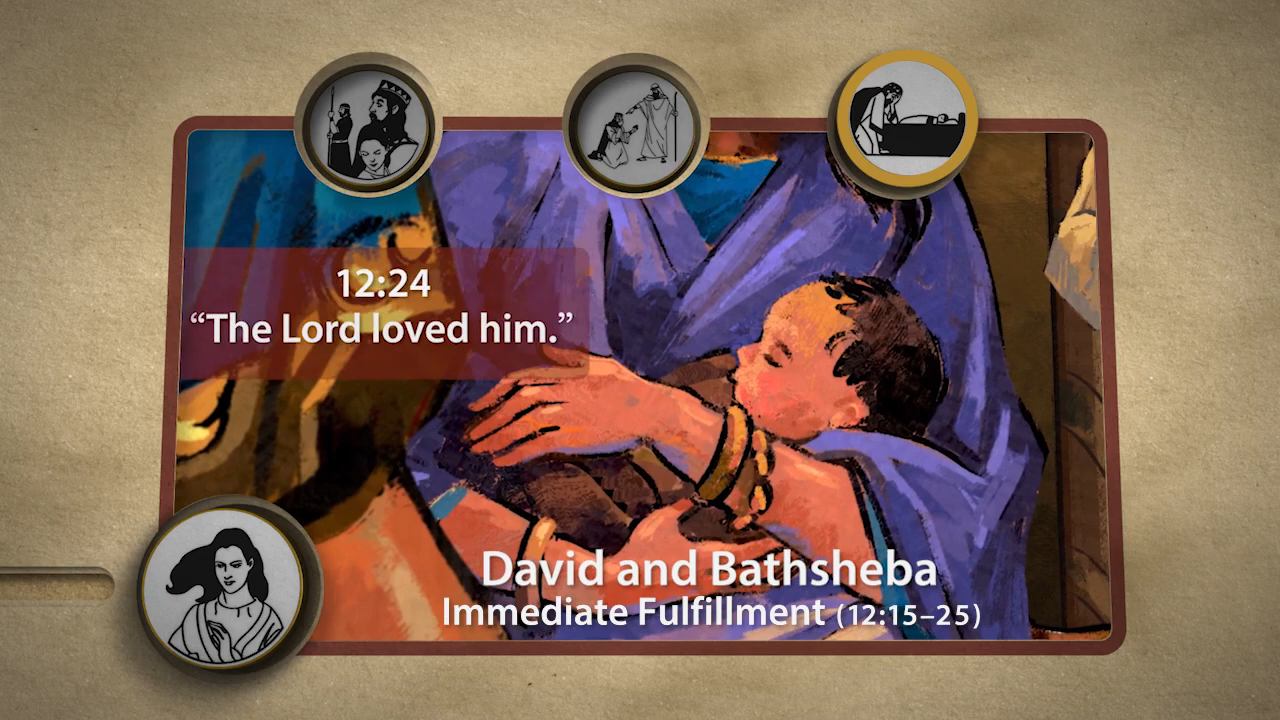 12:24
“The Lord loved him.”
David and Bathsheba
Immediate Fulfillment (12:15–25)